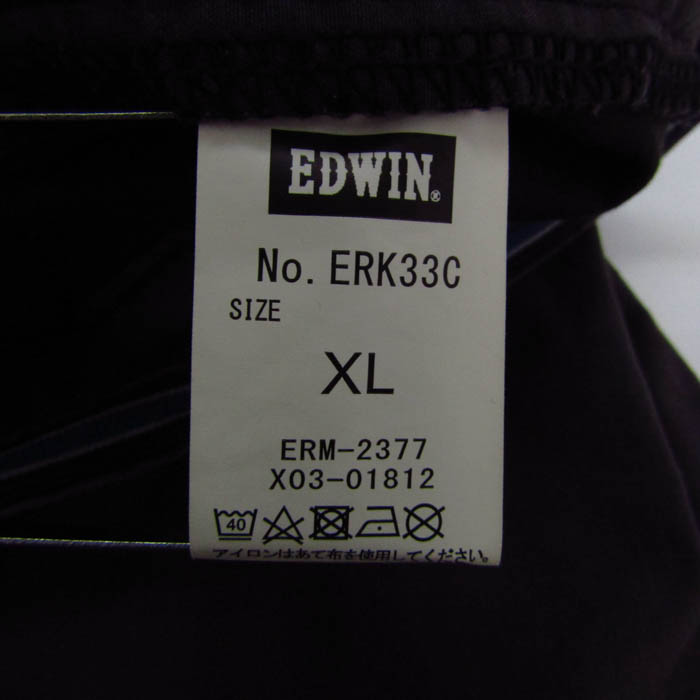 EDWIN®
No. ERK33C
SIZE
XL
ERM-2377
X03-01812
40
アイロンはあて布を使用してください。